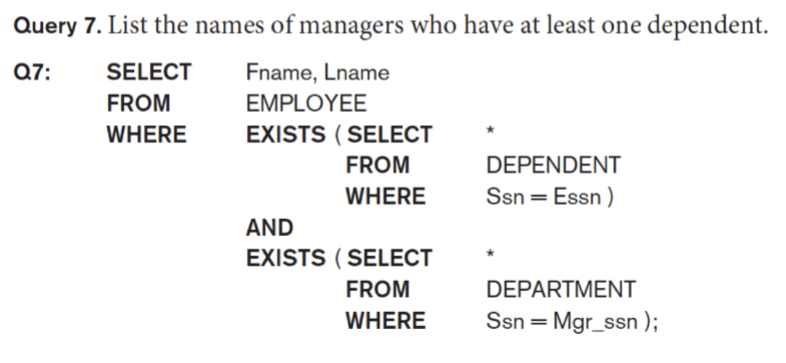 Query 7. List the names of managers who have at least one dependent.
Q7: SELECT Fname, Lname
FROM EMPLOYEE
WHERE EXISTS ( SELECT *
FROM DEPENDENT
WHERE Ssn = Essn )
AND
EXISTS ( SELECT *
FROM DEPARTMENT
WHERE Ssn = Mgr_ssn );